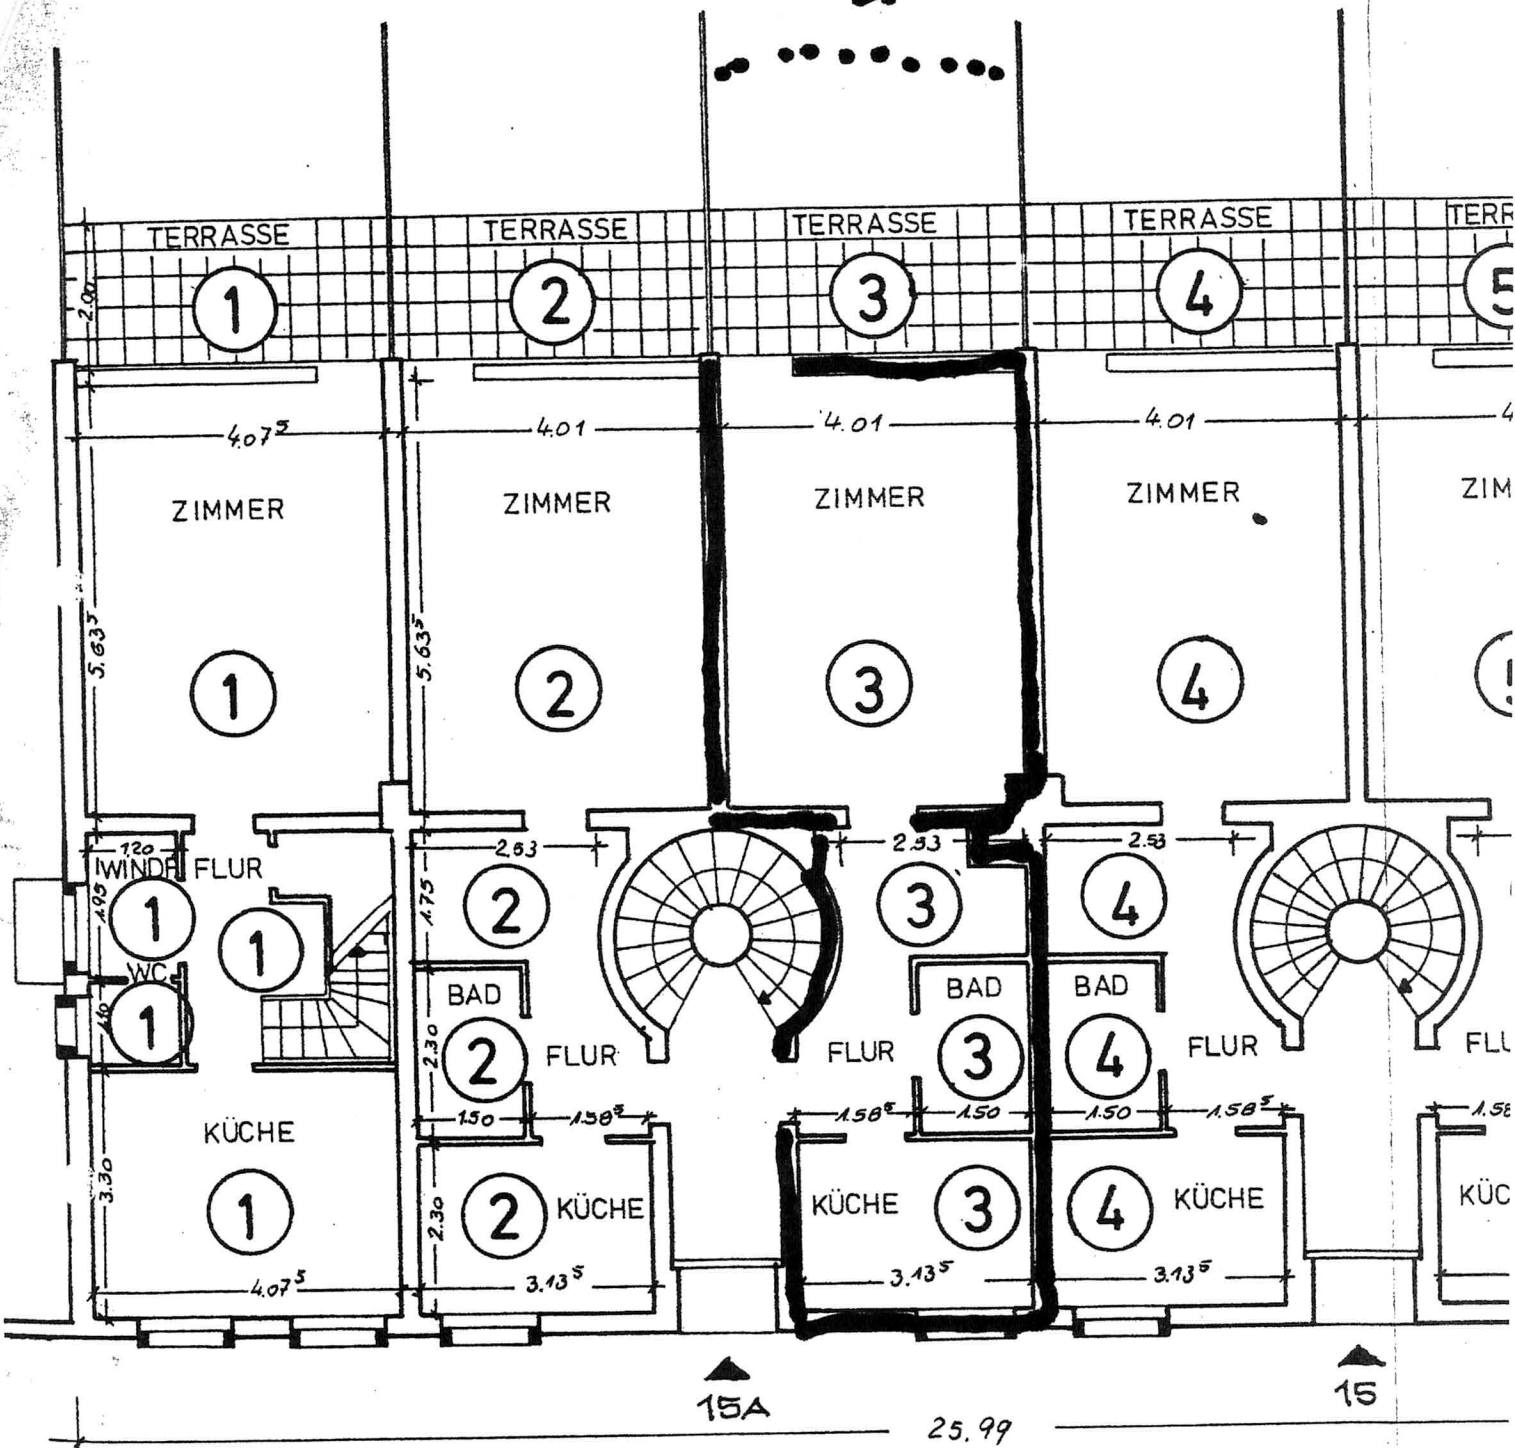 TERRASSE TERRASSE TERRASSE TERRASSE TERR
1 2 3 4 5
2.00
4.07⁵ 4.01 4.01 4.01 4
ZIMMER ZIMMER ZIMMER ZIMMER ZIM
5.63⁵ 5.63⁵
1 2 3 4
1.20 2.53 2.53 2.53
WINDF FLUR
1.95 1.75
1 1 2 3 4
WC BAD BAD BAD
1 1.10 2.30
2 FLUR FLUR 3 4 FLUR FLU
1.50 1.58⁵ 1.58⁵ 1.50 1.50 1.58⁵ 1.58
KÜCHE
3.30 2.30
1 2 KÜCHE KÜCHE 3 4 KÜCHE KÜC
4.07⁵ 3.13⁵ 3.13⁵ 3.13⁵
15A 15
25.99